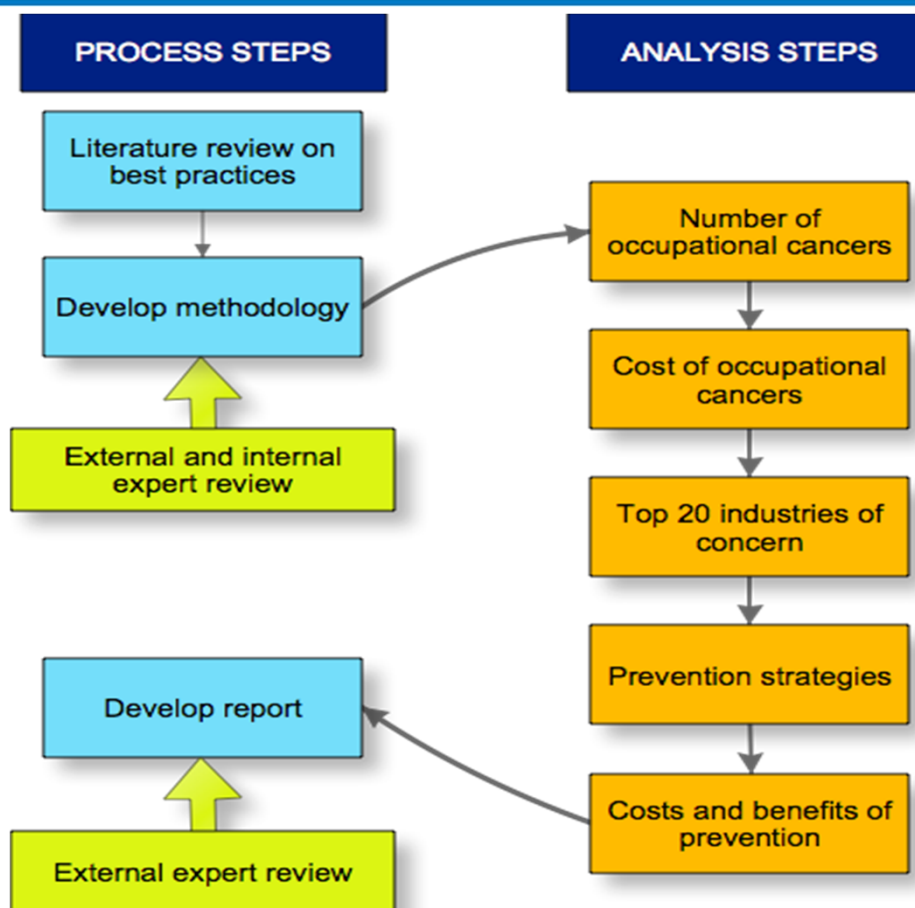 PROCESS STEPS
Literature review on
best practices
Develop methodology
External and internal
expert review
Develop report
External expert review
ANALYSIS STEPS
Number of
occupational cancers
Cost of occupational
cancers
Top 20 industries of
concern
Prevention strategies
Costs and benefits of
prevention